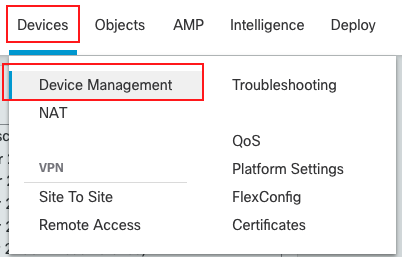 Devices Objects AMP Intelligence Deploy
Device Management Troubleshooting
NAT
QoS
VPN Platform Settings
Site To Site FlexConfig
Remote Access Certificates